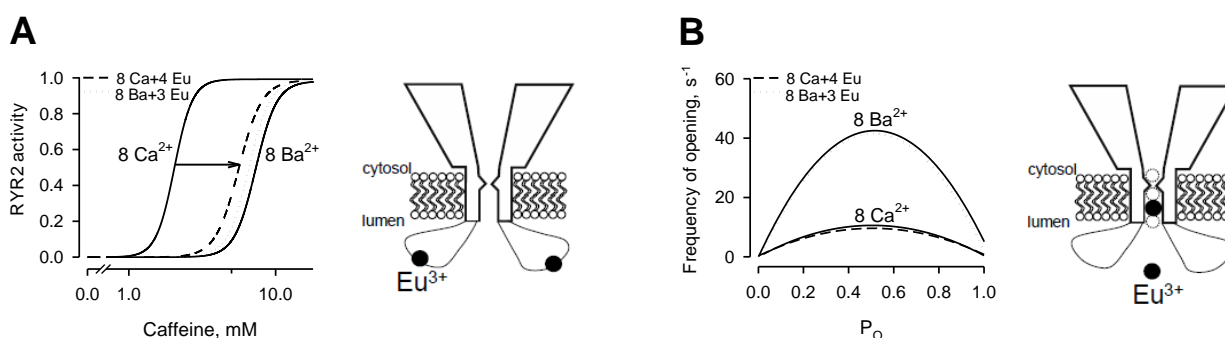 A
B
8 Ca+4 Eu
8 Ba+3 Eu
RYR2 activity
1.0
0.8
0.6
0.4
0.2
0.0
8 Ca²⁺
8 Ba²⁺
0.0 1.0 10.0
Caffeine, mM
cytosol
lumen
Eu³⁺
8 Ca+4 Eu
8 Ba+3 Eu
Frequency of opening, s⁻¹
60
40
20
0
8 Ba²⁺
8 Ca²⁺
0.0 0.2 0.4 0.6 0.8 1.0
P_O
cytosol
lumen
Eu³⁺